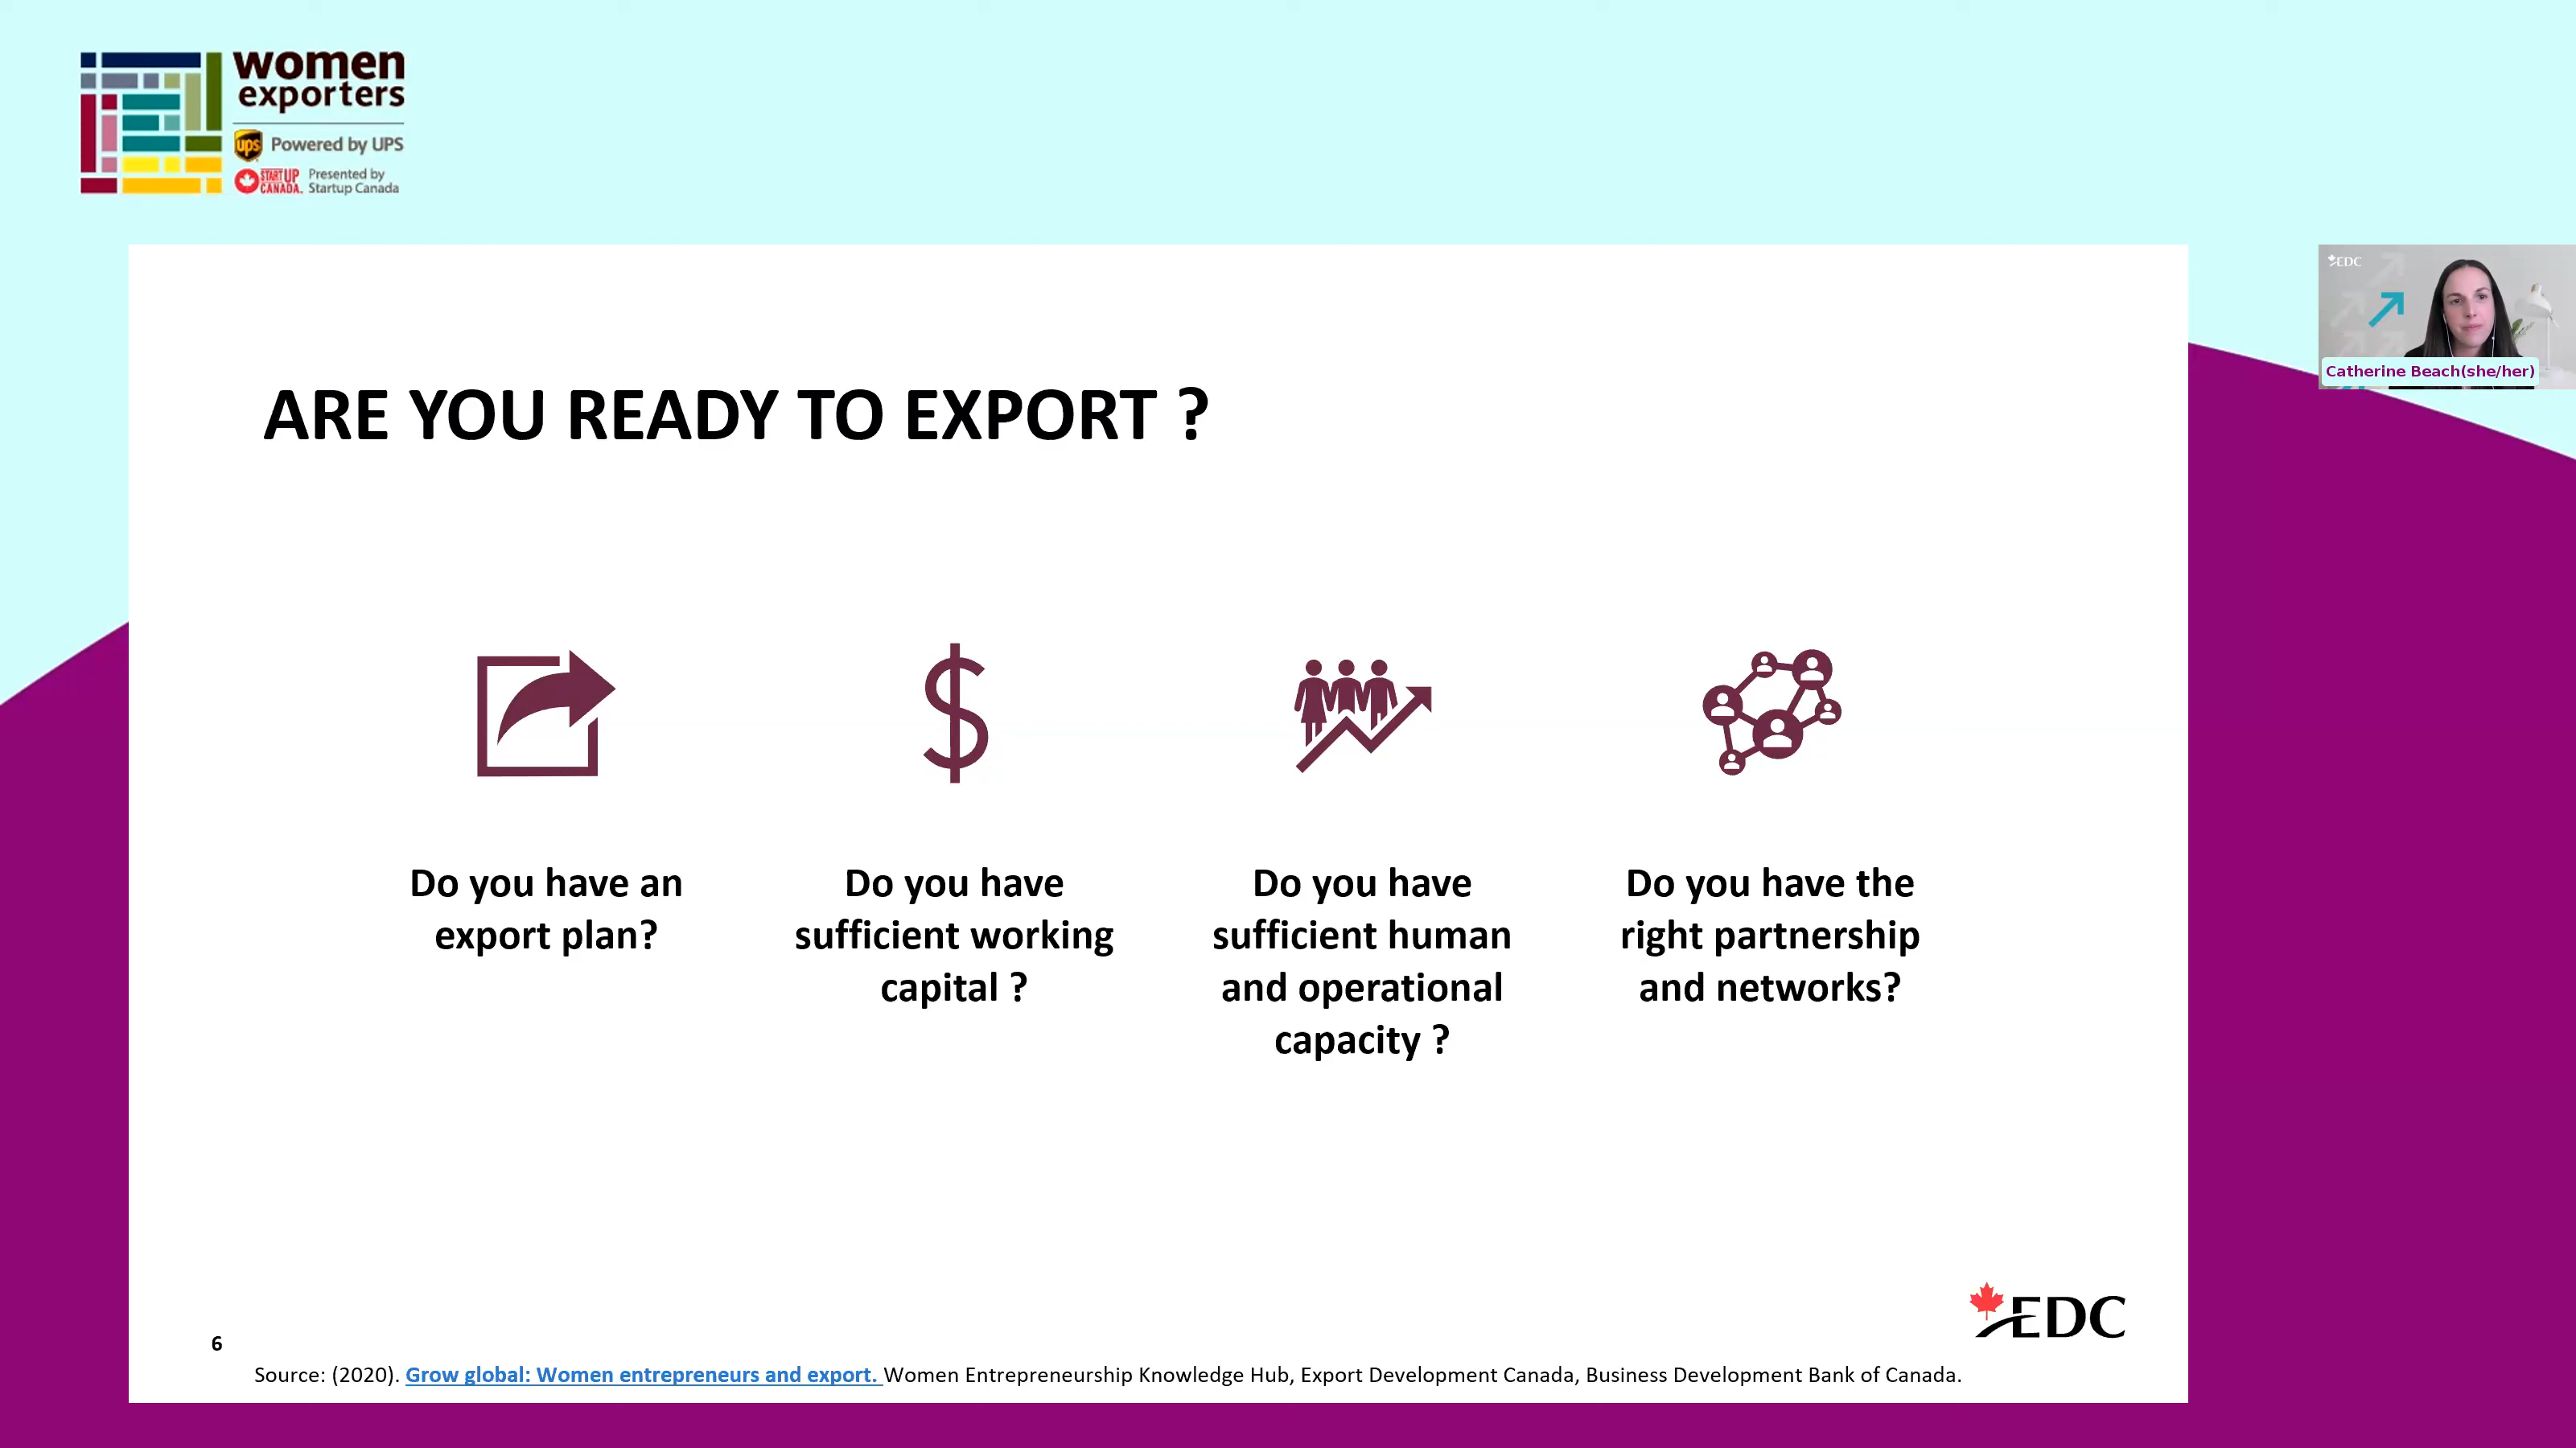 women
exporters
ups Powered by UPS
STARTUP CANADA. Presented by
Startup Canada
EDC
Catherine Beach(she/her)
ARE YOU READY TO EXPORT ?
Do you have an
export plan?
Do you have
sufficient working
capital ?
Do you have
sufficient human
and operational
capacity ?
Do you have the
right partnership
and networks?
EDC
6
Source: (2020). Grow global: Women entrepreneurs and export. Women Entrepreneurship Knowledge Hub, Export Development Canada, Business Development Bank of Canada.